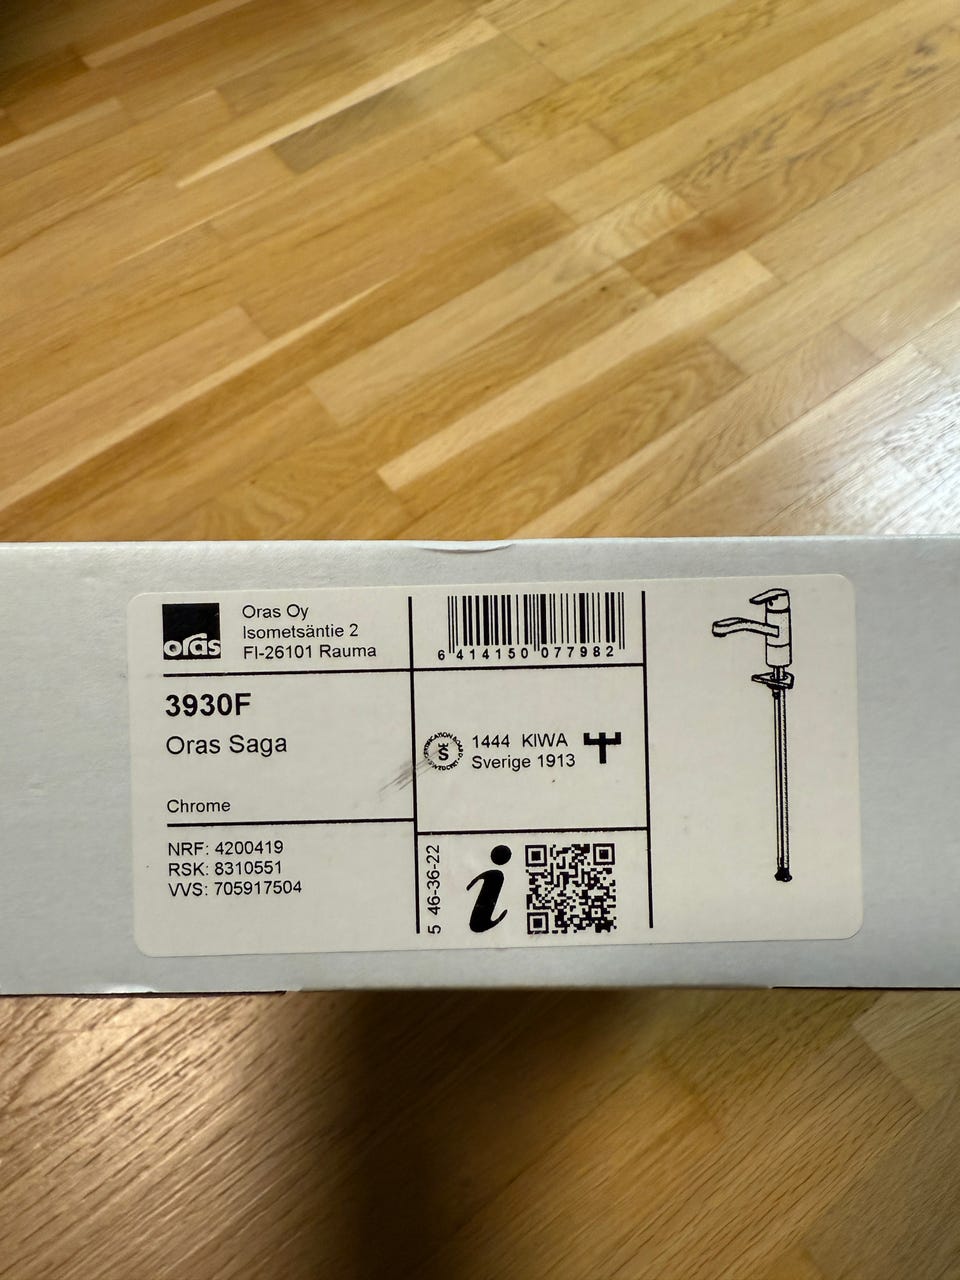 oras
Oras Oy
Isometsäntie 2
FI-26101 Rauma
6 414150 077982
3930F
Oras Saga
Chrome
1444 KIWA
Sverige 1913
NRF: 4200419
RSK: 8310551
VVS: 705917504
5 46-36-22
i